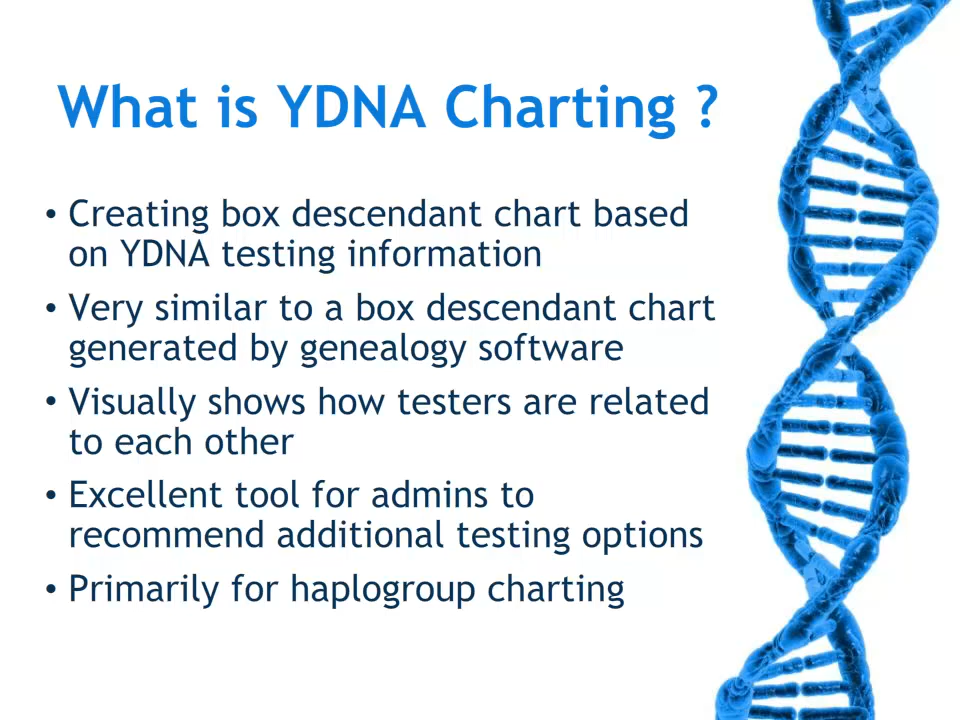 What is YDNA Charting ?
• Creating box descendant chart based
on YDNA testing information
• Very similar to a box descendant chart
generated by genealogy software
• Visually shows how testers are related
to each other
• Excellent tool for admins to
recommend additional testing options
• Primarily for haplogroup charting